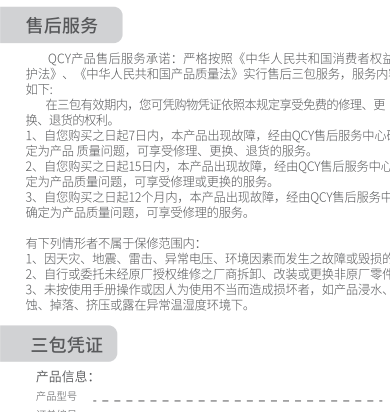 售后服务
QCY产品售后服务承诺：严格按照《中华人民共和国消费者权益
护法》、《中华人民共和国产品质量法》实行售后三包服务，服务内
如下:
在三包有效期内，您可凭购物凭证依照本规定享受免费的修理、更
换、退货的权利。
1、自您购买之日起7日内，本产品出现故障，经由QCY售后服务中心
定为产品 质量问题，可享受修理、更换、退货的服务。
2、自您购买之日起15日内，本产品出现故障，经由QCY售后服务中心
定为产品质量问题，可享受修理或更换的服务。
3、自您购买之日起12个月内，本产品出现故障，经由QCY售后服务中
确定为产品质量问题，可享受修理的服务。
有下列情形者不属于保修范围内：
1、因天灾、地震、雷击、异常电压、环境因素而发生之故障或毁损的
2、自行或委托未经原厂授权维修之厂商拆卸、改装或更换非原厂零件
3、未按使用手册操作或因人为使用不当而造成损坏者，如产品浸水、
蚀、掉落、挤压或露在异常温湿度环境下。
三包凭证
产品信息：
产品型号